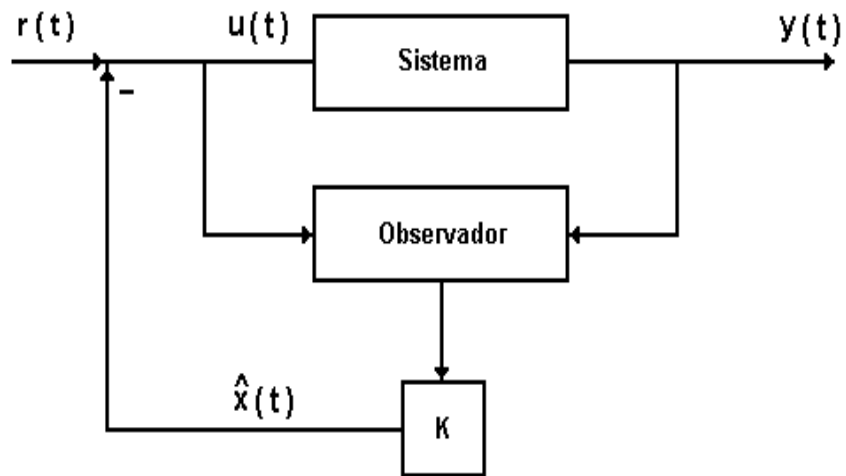 r(t)
u(t)
y(t)
Sistema
–
Observador
x̂(t)
K